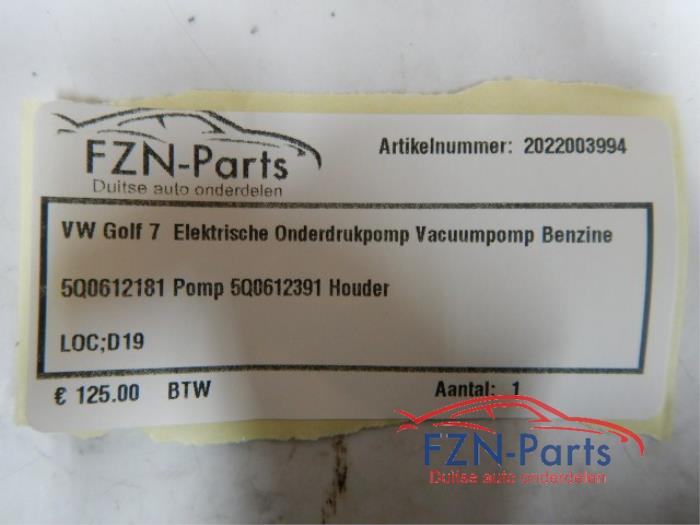 FZN-Parts
Duitse auto onderdelen
Artikelnummer: 2022003994
VW Golf 7 Elektrische Onderdrukpomp Vacuumpomp Benzine
5Q0612181 Pomp 5Q0612391 Houder
LOC;D19
€ 125.00 BTW Aantal: 1
FZN-Parts
Duitse auto onderdelen